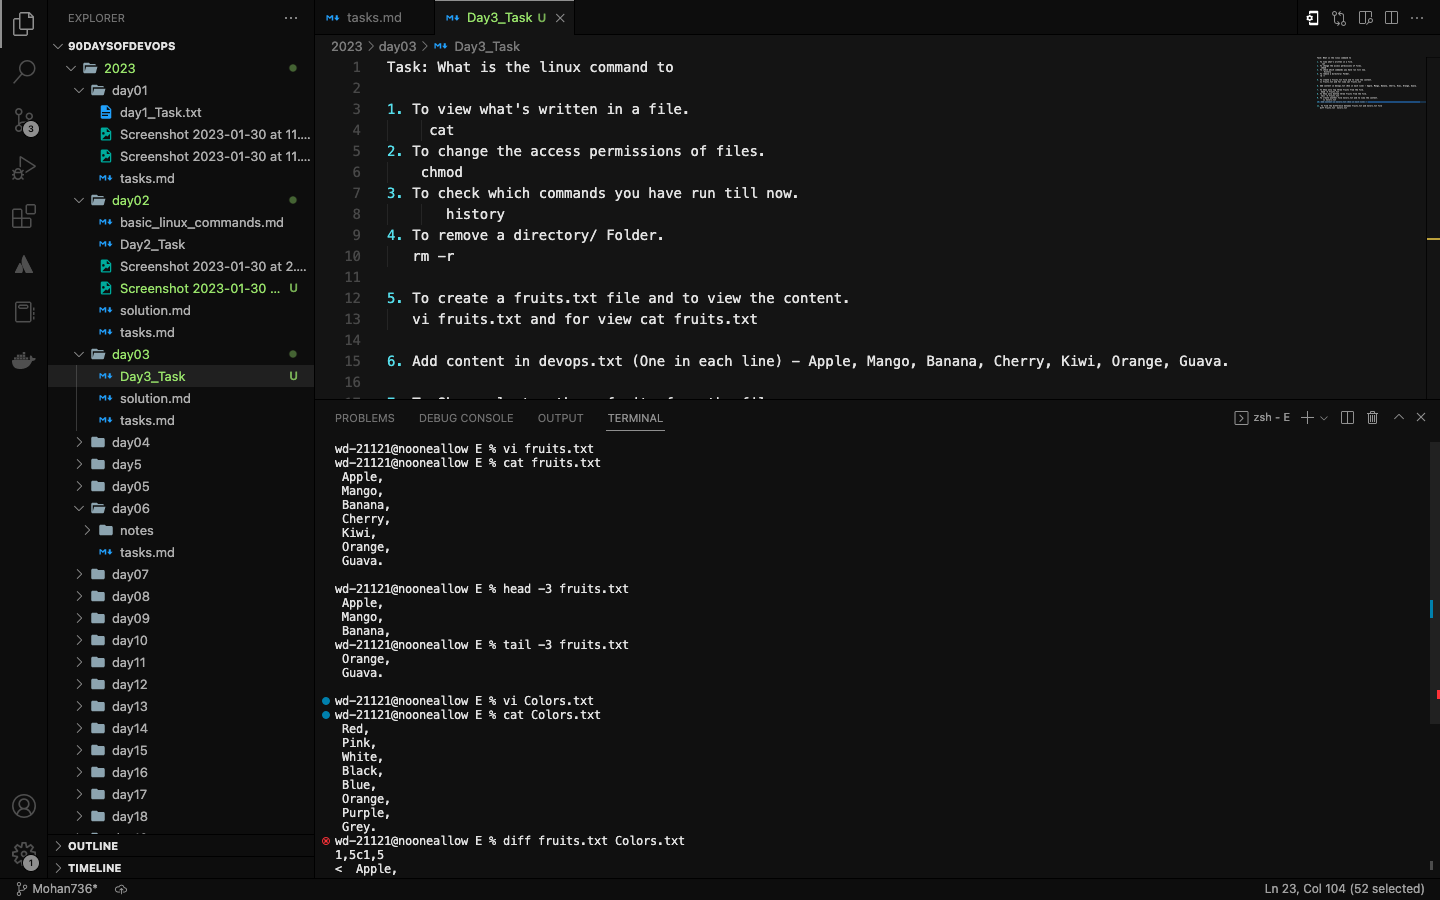 EXPLORER
90DAYSOFDEVOPS
2023
day01
day1_Task.txt
Screenshot 2023-01-30 at 11....
Screenshot 2023-01-30 at 11....
tasks.md
day02
basic_linux_commands.md
Day2_Task
Screenshot 2023-01-30 at 2....
Screenshot 2023-01-30 ... U
solution.md
tasks.md
day03
Day3_Task U
solution.md
tasks.md
day04
day5
day05
day06
notes
tasks.md
day07
day08
day09
day10
day11
day12
day13
day14
day15
day16
day17
day18
OUTLINE
TIMELINE
3
1
tasks.md
Day3_Task U
2023 > day03 > Day3_Task
1 Task: What is the linux command to
2
3 1. To view what's written in a file.
4 cat
5 2. To change the access permissions of files.
6 chmod
7 3. To check which commands you have run till now.
8 history
9 4. To remove a directory/ Folder.
10 rm -r
11
12 5. To create a fruits.txt file and to view the content.
13 vi fruits.txt and for view cat fruits.txt
14
15 6. Add content in devops.txt (One in each line) - Apple, Mango, Banana, Cherry, Kiwi, Orange, Guava.
16
PROBLEMS DEBUG CONSOLE OUTPUT TERMINAL
zsh - E
wd-21121@nooneallow E % vi fruits.txt
wd-21121@nooneallow E % cat fruits.txt
Apple,
Mango,
Banana,
Cherry,
Kiwi,
Orange,
Guava.
wd-21121@nooneallow E % head -3 fruits.txt
Apple,
Mango,
Banana,
wd-21121@nooneallow E % tail -3 fruits.txt
Orange,
Guava.
wd-21121@nooneallow E % vi Colors.txt
wd-21121@nooneallow E % cat Colors.txt
Red,
Pink,
White,
Black,
Blue,
Orange,
Purple,
Grey.
wd-21121@nooneallow E % diff fruits.txt Colors.txt
1,5c1,5
< Apple,
Mohan736*
Ln 23, Col 104 (52 selected)